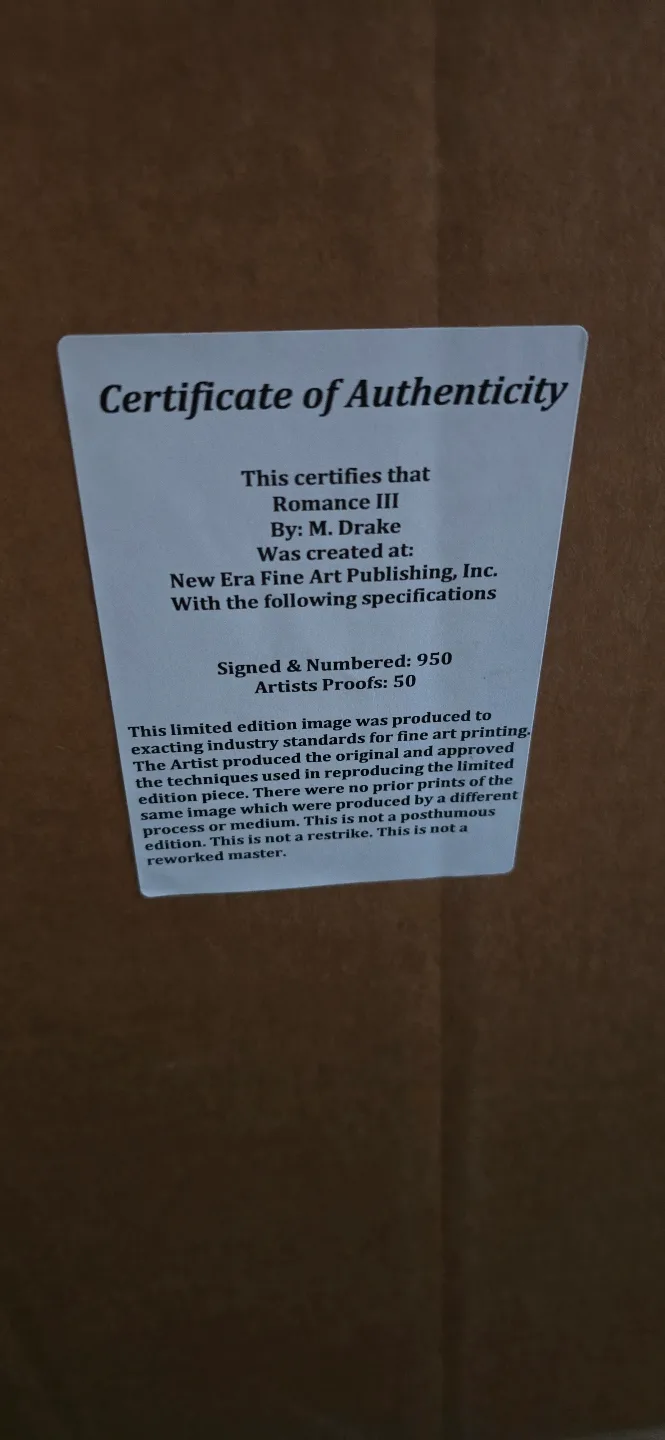 Certificate of Authenticity
This certifies that
Romance III
By: M. Drake
Was created at:
New Era Fine Art Publishing, Inc.
With the following specifications
Signed & Numbered: 950
Artists Proofs: 50
This limited edition image was produced to
exacting industry standards for fine art printing.
The Artist produced the original and approved
the techniques used in reproducing the limited
edition piece. There were no prior prints of the
same image which were produced by a different
process or medium. This is not a posthumous
edition. This is not a restrike. This is not a
reworked master.